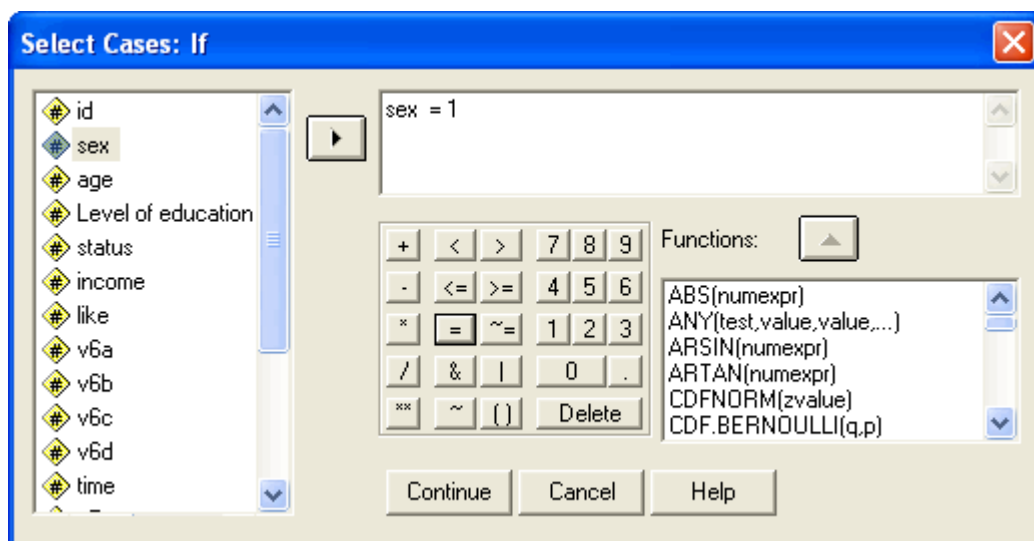 Select Cases: If
id
sex
age
Level of education
status
income
like
v6a
v6b
v6c
v6d
time
sex = 1
+ < > 7 8 9
- <= >= 4 5 6
* = ~= 1 2 3
/ & | 0 .
** ~ () Delete
Functions:
ABS(numexpr)
ANY(test,value,value,...)
ARSIN(numexpr)
ARTAN(numexpr)
CDFNORM(zvalue)
CDF.BERNOULLI(q,p)
Continue Cancel Help